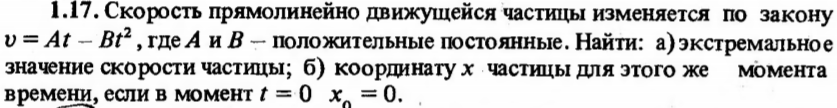 1.17. Скорость прямолинейно движущейся частицы изменяется по закону
v = At − Bt², где A и B — положительные постоянные. Найти: а) экстремальное
значение скорости частицы; б) координату x частицы для этого же момента
времени, если в момент t = 0 x₀ = 0.